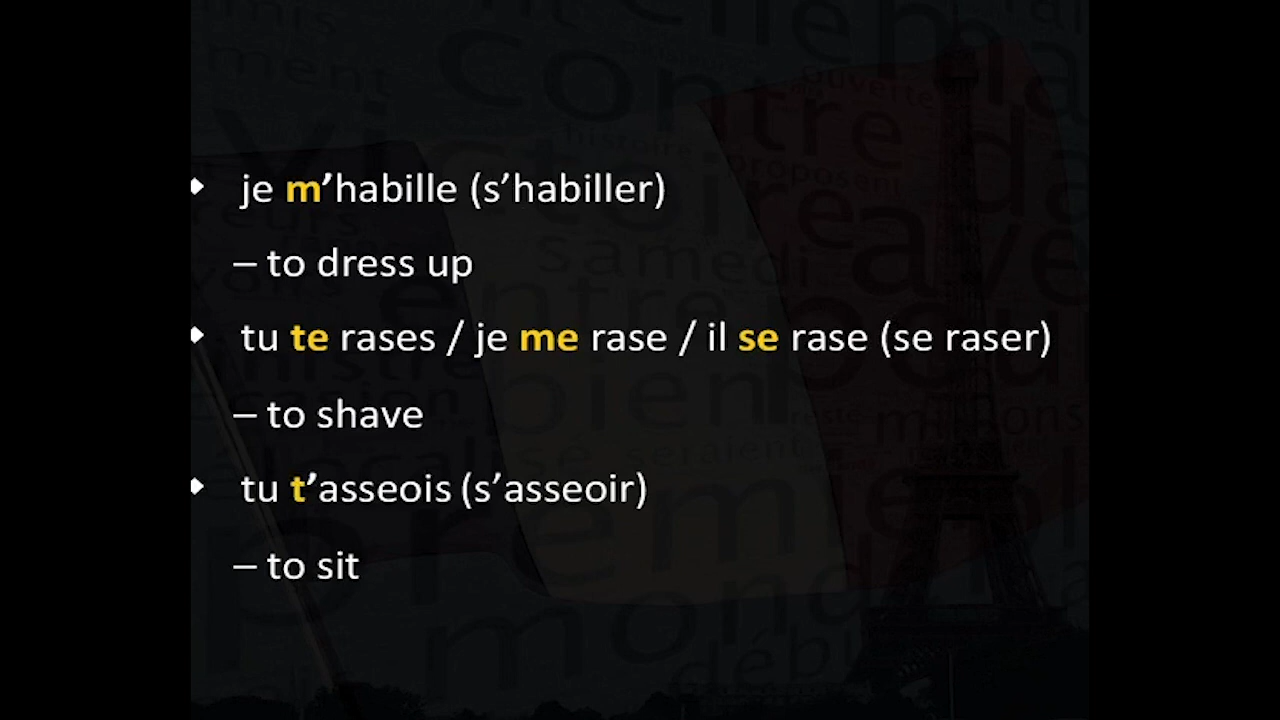 je m’habille (s’habiller)
– to dress up
tu te rases / je me rase / il se rase (se raser)
– to shave
tu t’asseois (s’asseoir)
– to sit